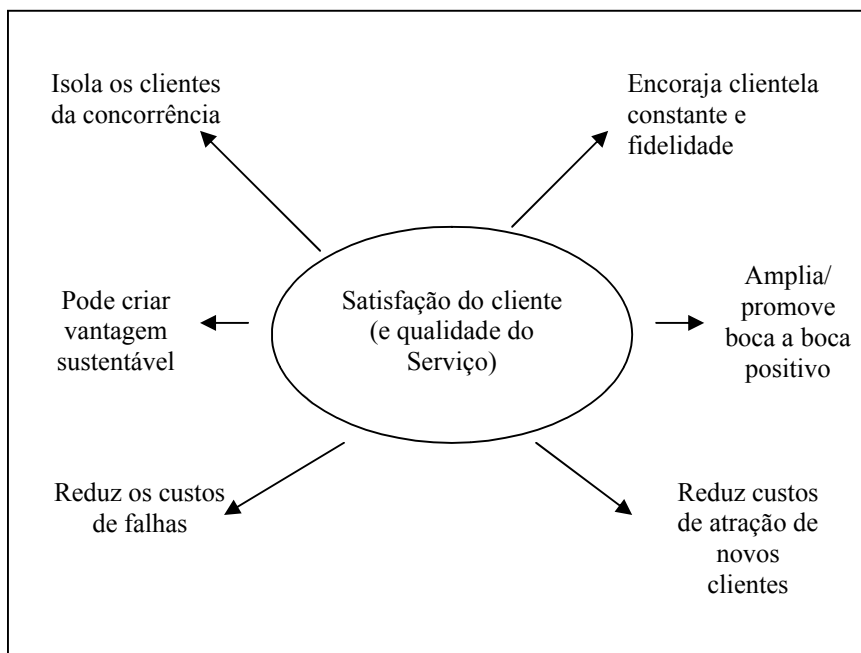 Isola os clientes
da concorrência
Encoraja clientela
constante e
fidelidade
Pode criar
vantagem
sustentável
Satisfação do cliente
(e qualidade do
Serviço)
Amplia/
promove
boca a boca
positivo
Reduz os custos
de falhas
Reduz custos
de atração de
novos
clientes